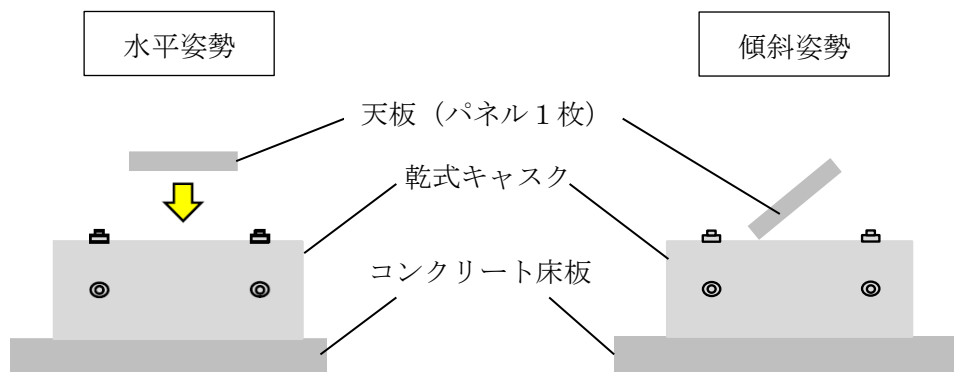 水平姿勢
傾斜姿勢
天板（パネル１枚）
乾式キャスク
コンクリート床板